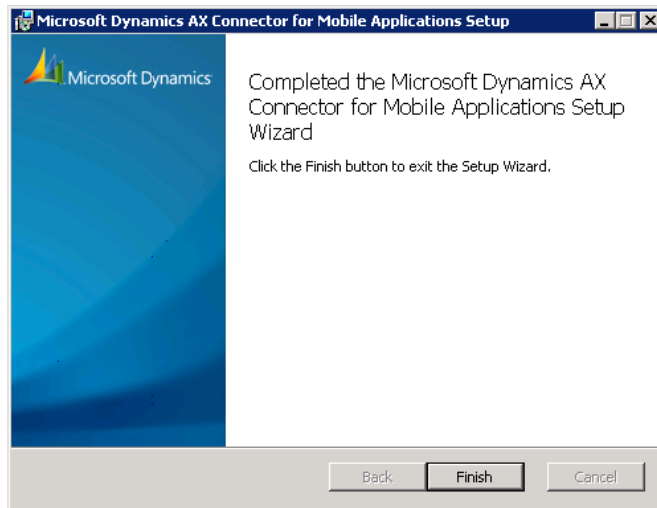 Microsoft Dynamics AX Connector for Mobile Applications Setup
Microsoft Dynamics
Completed the Microsoft Dynamics AX
Connector for Mobile Applications Setup
Wizard
Click the Finish button to exit the Setup Wizard.
Back Finish Cancel